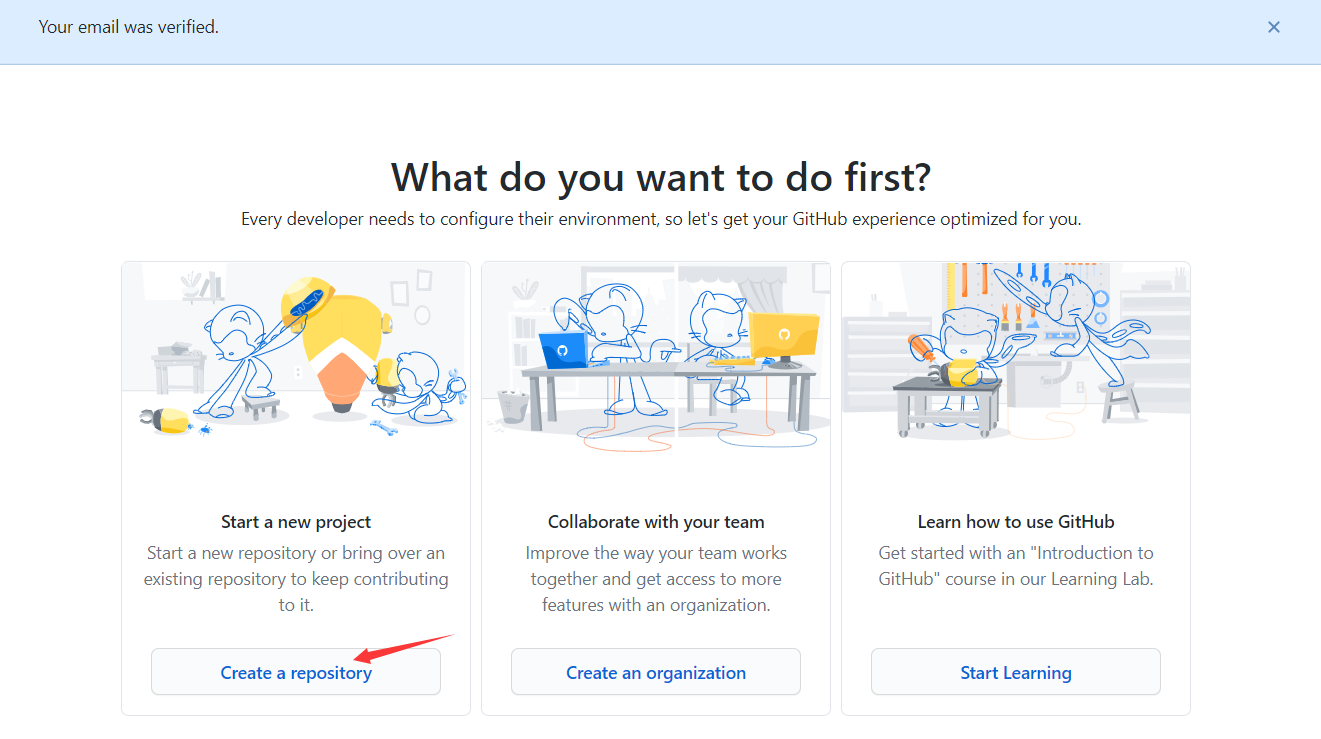 Your email was verified.
What do you want to do first?
Every developer needs to configure their environment, so let's get your GitHub experience optimized for you.
Start a new project
Start a new repository or bring over an
existing repository to keep contributing
to it.
Create a repository
Collaborate with your team
Improve the way your team works
together and get access to more
features with an organization.
Create an organization
Learn how to use GitHub
Get started with an "Introduction to
GitHub" course in our Learning Lab.
Start Learning